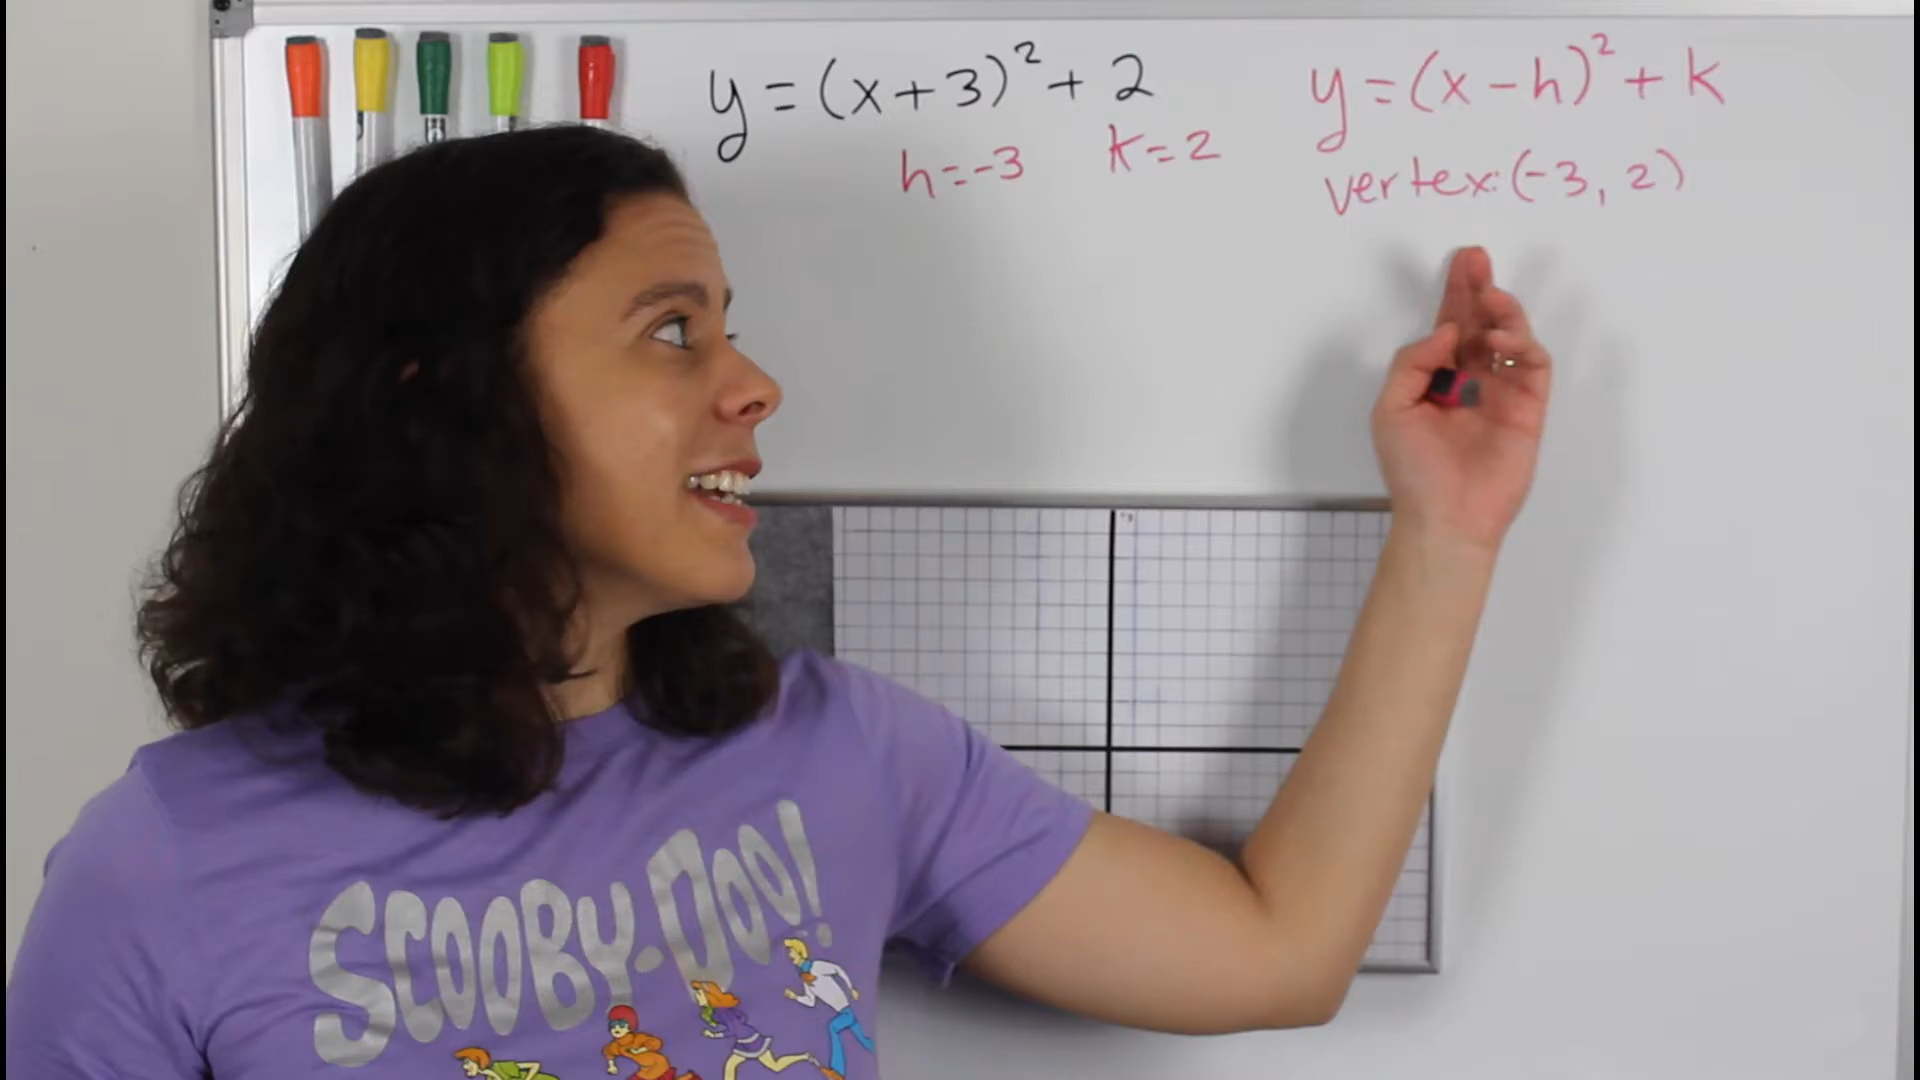 y = (x + 3)² + 2
h = -3
k = 2
y = (x - h)² + k
vertex: (-3, 2)
SCOOBY-DOO!